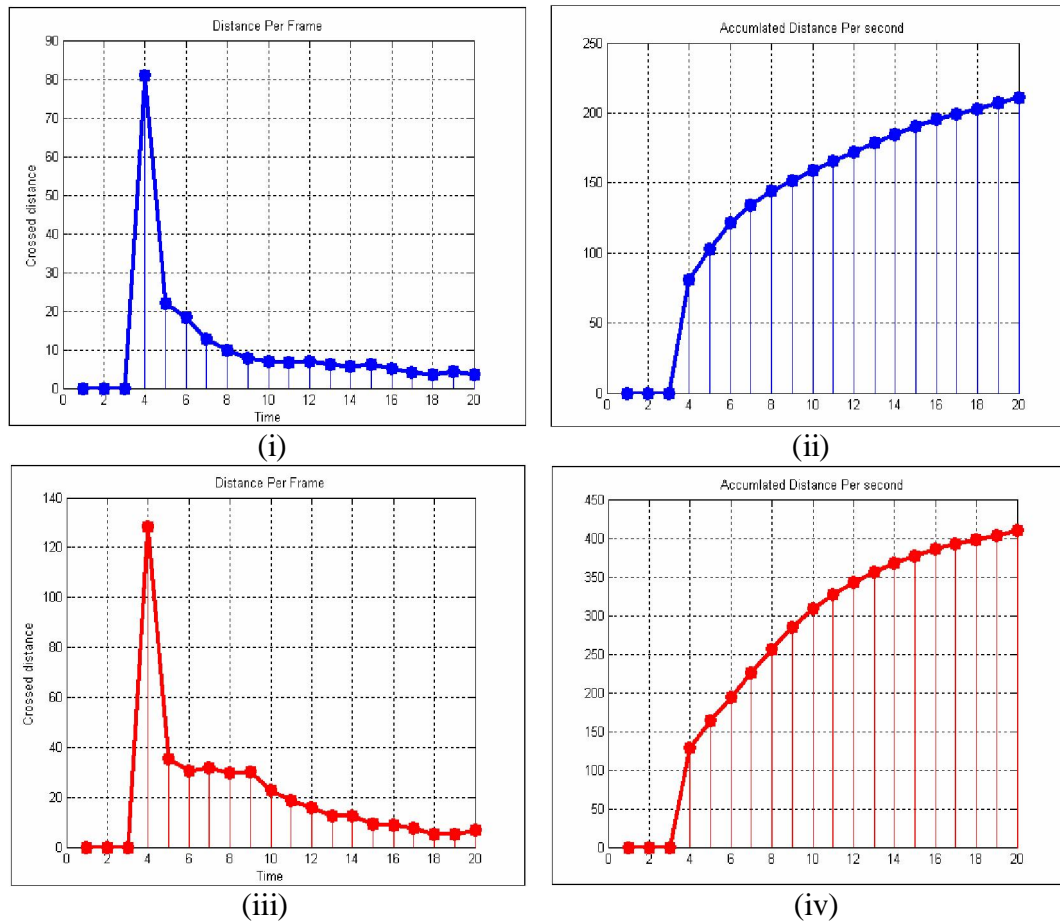 Distance Per Frame
90
80
70
60
50
40
30
20
10
0
Crossed distance
0 2 4 6 8 10 12 14 16 18 20
Time
(i)
Accumlated Distance Per second
250
200
150
100
50
0
0 2 4 6 8 10 12 14 16 18 20
(ii)
Distance Per Frame
140
120
100
80
60
40
20
0
Crossed distance
0 2 4 6 8 10 12 14 16 18 20
Time
(iii)
Accumlated Distance Per second
450
400
350
300
250
200
150
100
50
0
0 2 4 6 8 10 12 14 16 18 20
(iv)